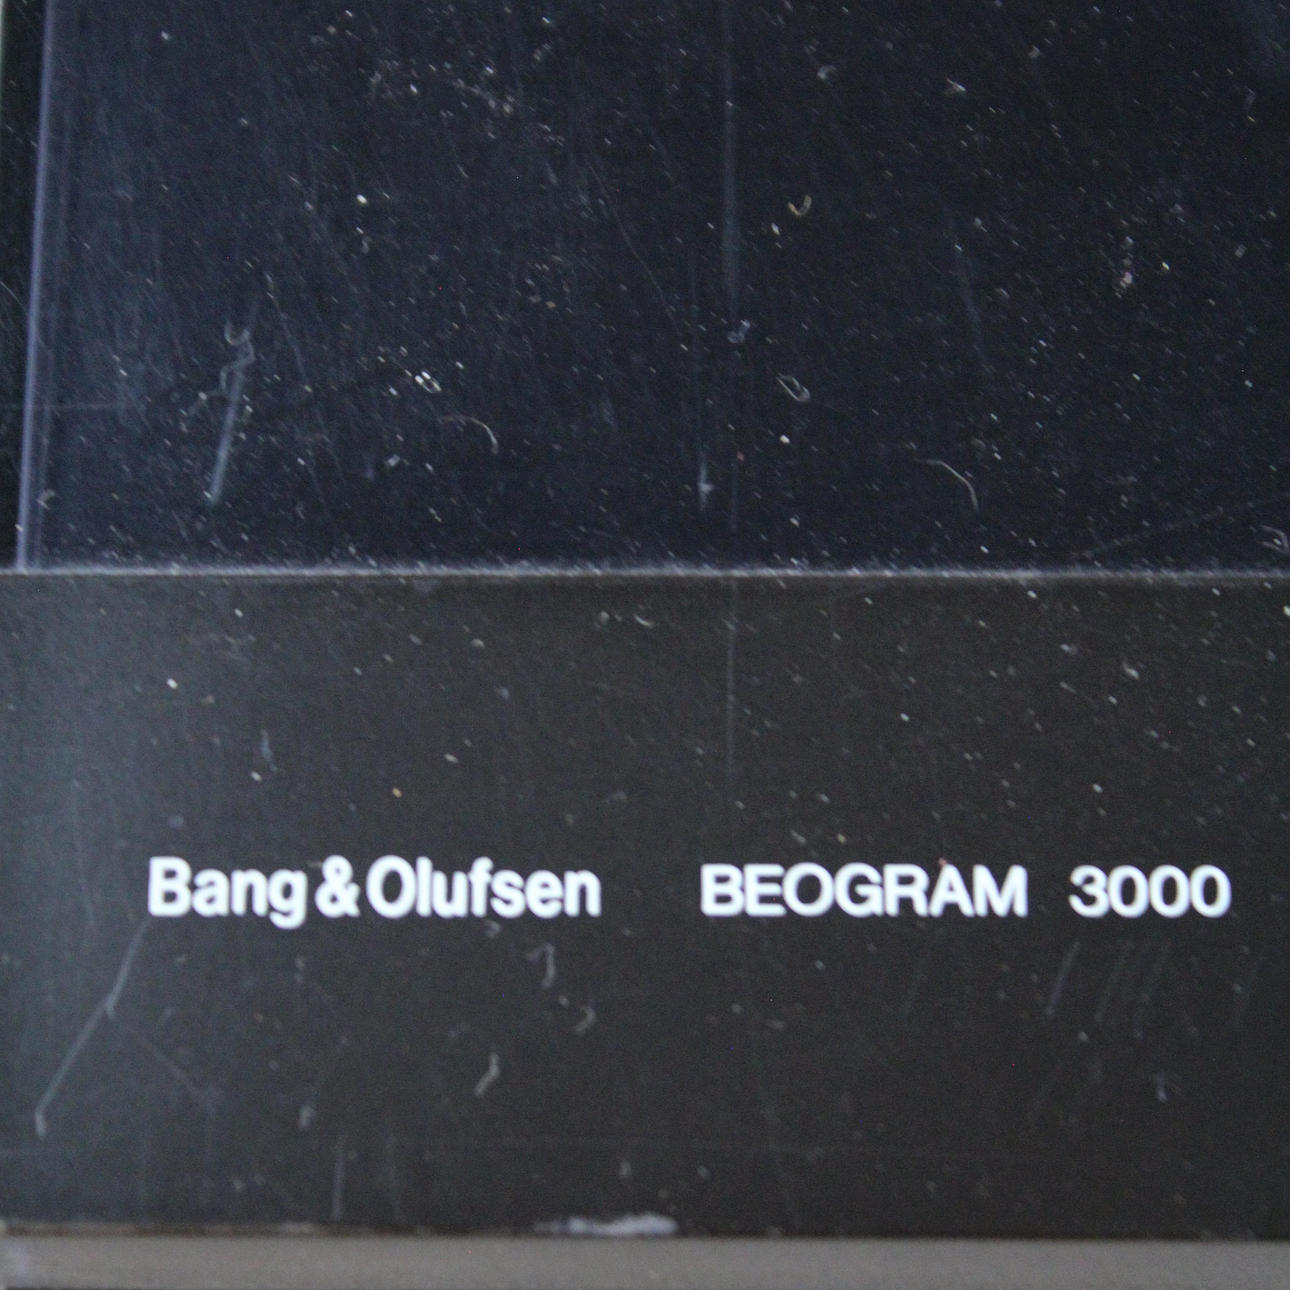 Bang & Olufsen BEOGRAM 3000